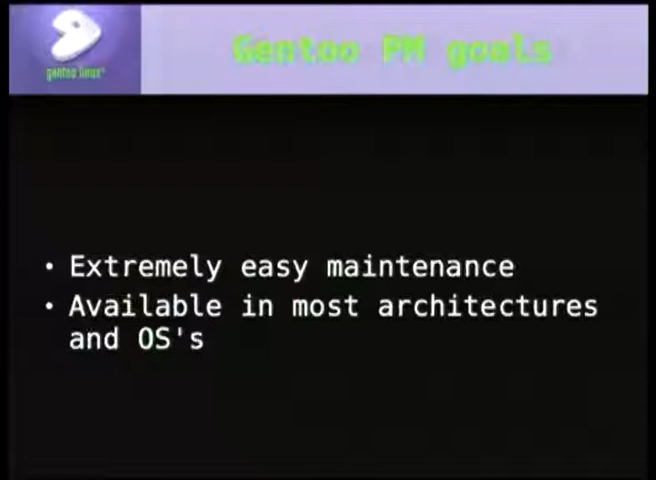 Gentoo PM goals
gentoo linux
• Extremely easy maintenance
• Available in most architectures
and OS's